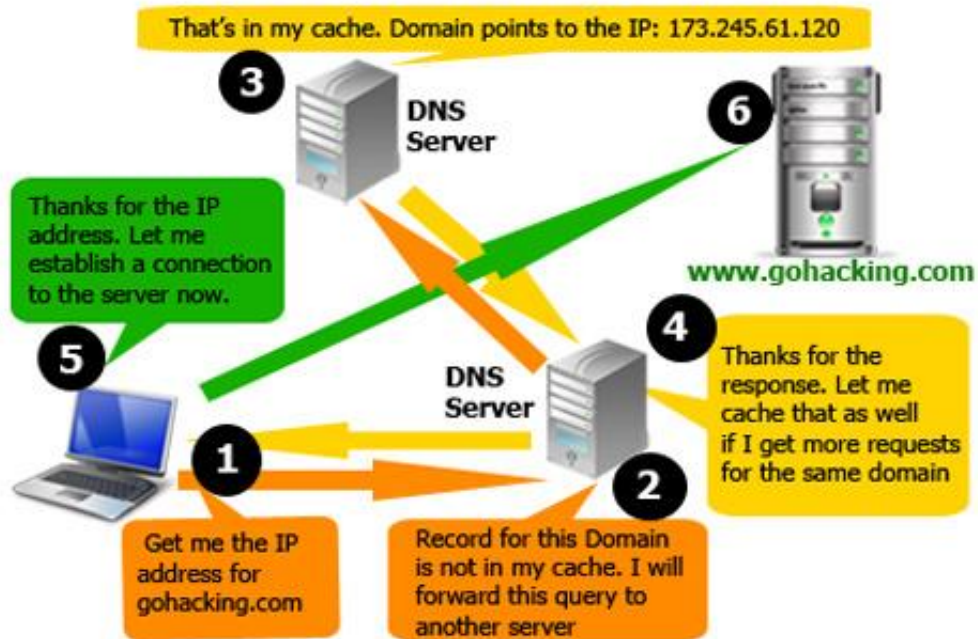 That's in my cache. Domain points to the IP: 173.245.61.120
3
DNS
Server
6
www.gohacking.com
Thanks for the IP
address. Let me
establish a connection
to the server now.
5
4
Thanks for the
response. Let me
cache that as well
if I get more requests
for the same domain
DNS
Server
1
Get me the IP
address for
gohacking.com
2
Record for this Domain
is not in my cache. I will
forward this query to
another server